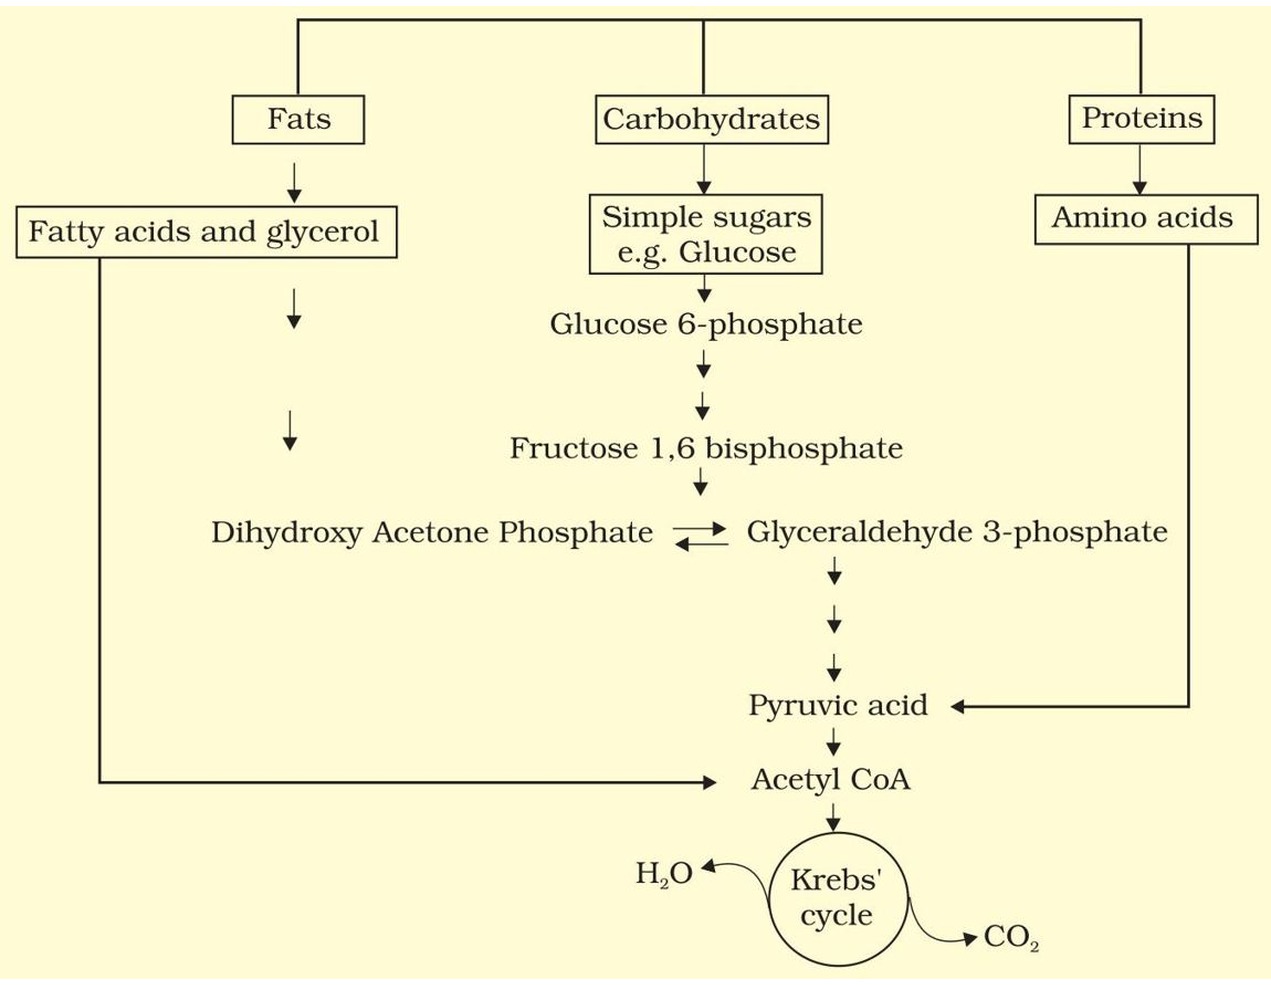 Fats
Carbohydrates
Proteins
Fatty acids and glycerol
Simple sugars
e.g. Glucose
Amino acids
Glucose 6-phosphate
Fructose 1,6 bisphosphate
Dihydroxy Acetone Phosphate
Glyceraldehyde 3-phosphate
Pyruvic acid
Acetyl CoA
H₂O
Krebs'
cycle
CO₂